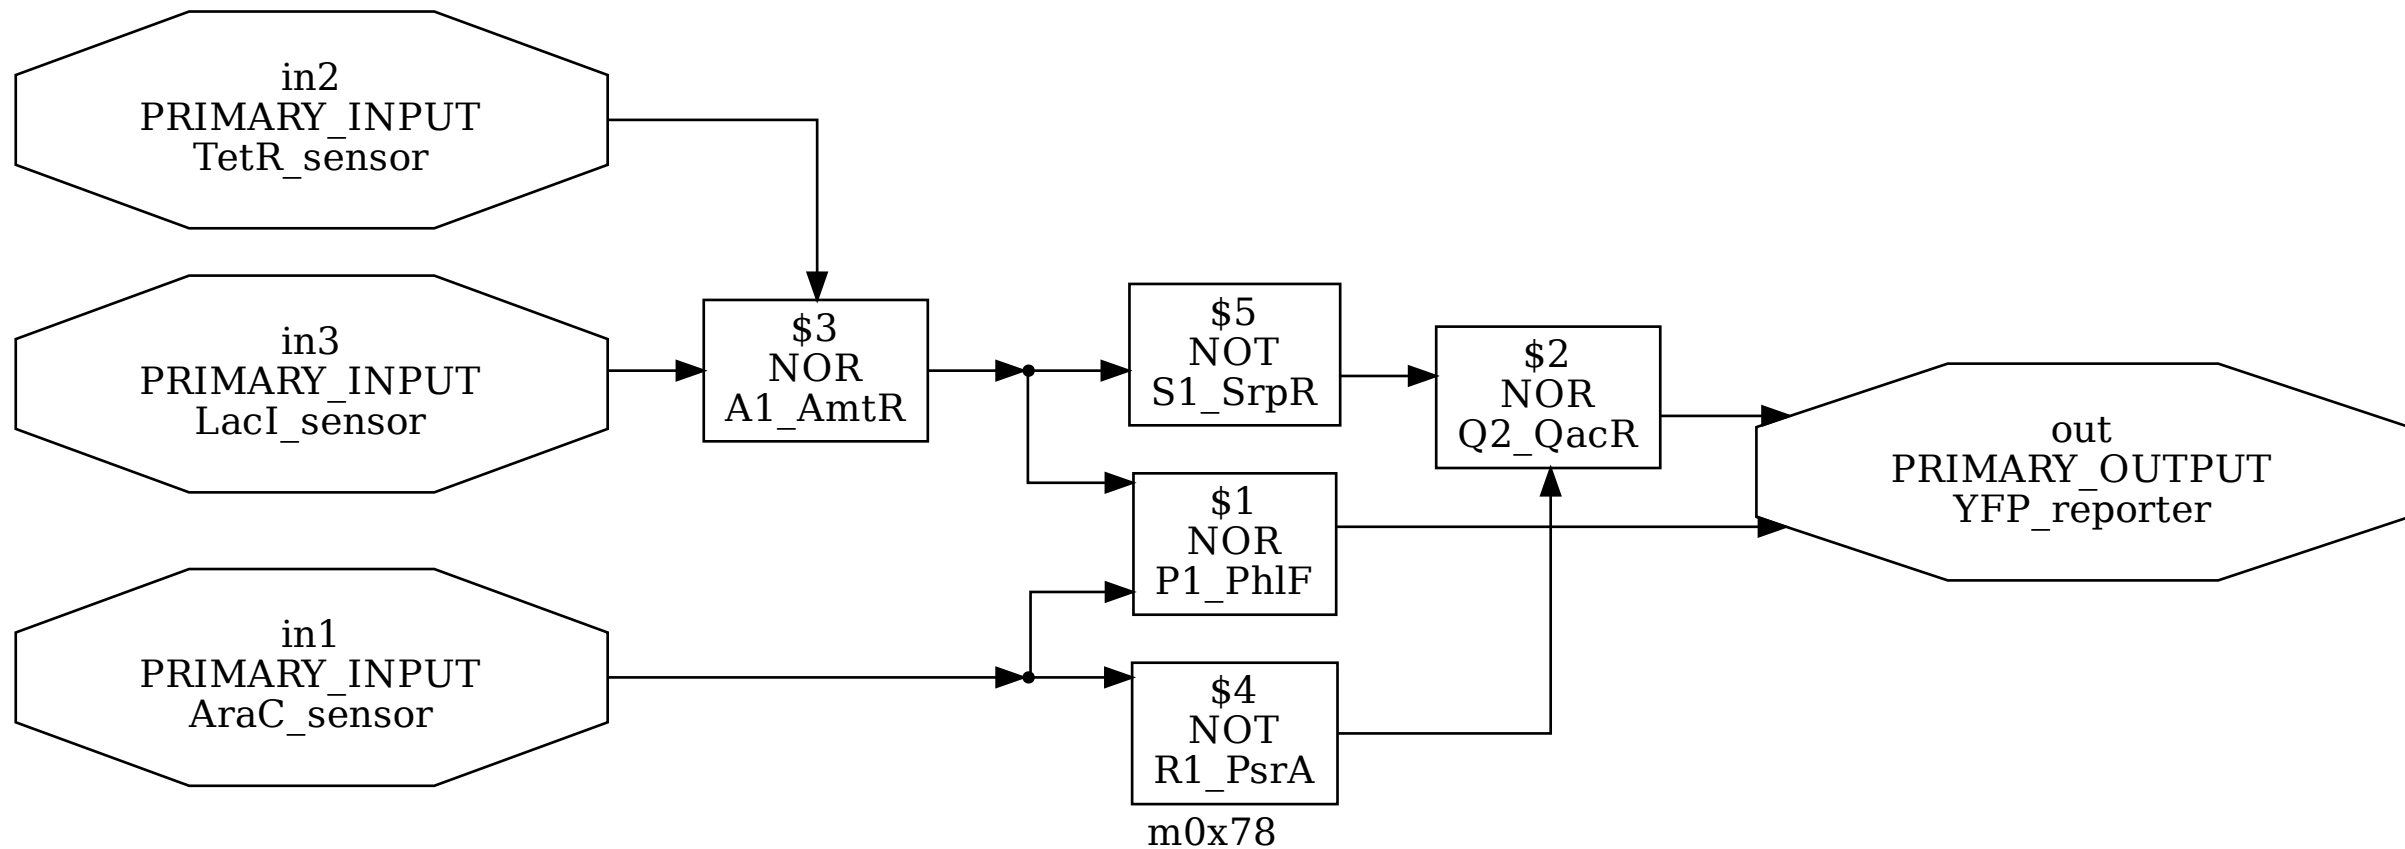 in2
PRIMARY_INPUT
TetR_sensor
in3
PRIMARY_INPUT
LacI_sensor
in1
PRIMARY_INPUT
AraC_sensor
$3
NOR
A1_AmtR
$5
NOT
S1_SrpR
$1
NOR
P1_PhlF
$4
NOT
R1_PsrA
$2
NOR
Q2_QacR
out
PRIMARY_OUTPUT
YFP_reporter
m0x78